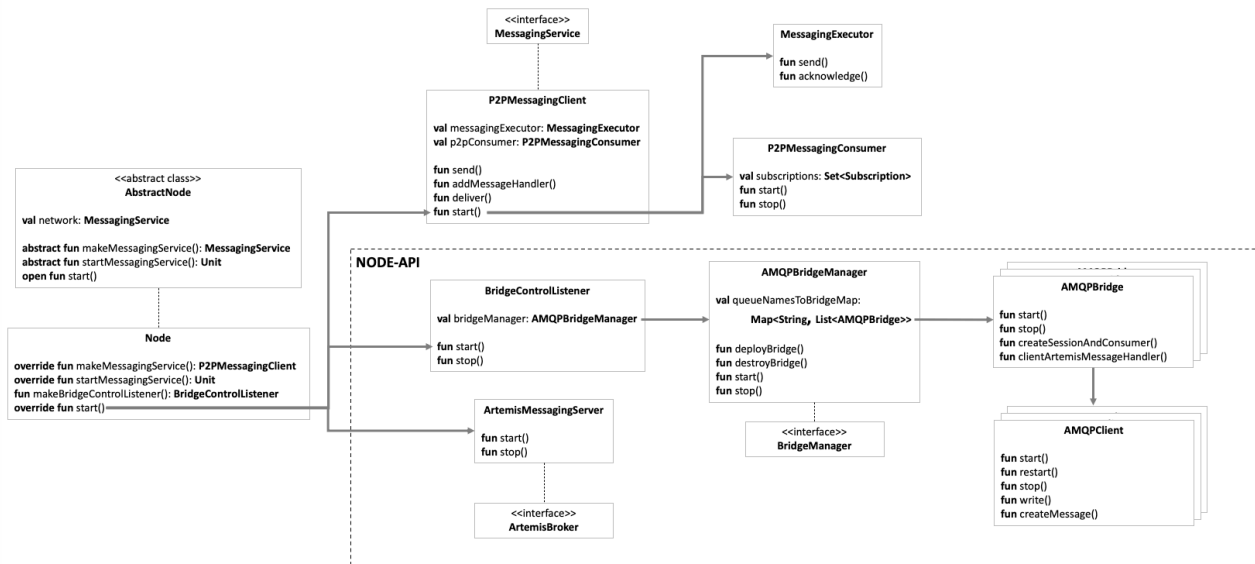 <<interface>>
MessagingService
MessagingExecutor
fun send()
fun acknowledge()
P2PMessagingClient
val messagingExecutor: MessagingExecutor
val p2pConsumer: P2PMessagingConsumer
fun send()
fun addMessageHandler()
fun deliver()
fun start()
P2PMessagingConsumer
val subscriptions: Set<Subscription>
fun start()
fun stop()
<<abstract class>>
AbstractNode
val network: MessagingService
abstract fun makeMessagingService(): MessagingService
abstract fun startMessagingService(): Unit
open fun start()
Node
override fun makeMessagingService(): P2PMessagingClient
override fun startMessagingService(): Unit
fun makeBridgeControlListener(): BridgeControlListener
override fun start()
NODE-API
BridgeControlListener
val bridgeManager: AMQPBridgeManager
fun start()
fun stop()
AMQPBridgeManager
val queueNamesToBridgeMap:
Map<String, List<AMQPBridge>>
fun deployBridge()
fun destroyBridge()
fun start()
fun stop()
<<interface>>
BridgeManager
AMQPBridge
fun start()
fun stop()
fun createSessionAndConsumer()
fun clientArtemisMessageHandler()
ArtemisMessagingServer
fun start()
fun stop()
<<interface>>
ArtemisBroker
AMQPClient
fun start()
fun restart()
fun stop()
fun write()
fun createMessage()